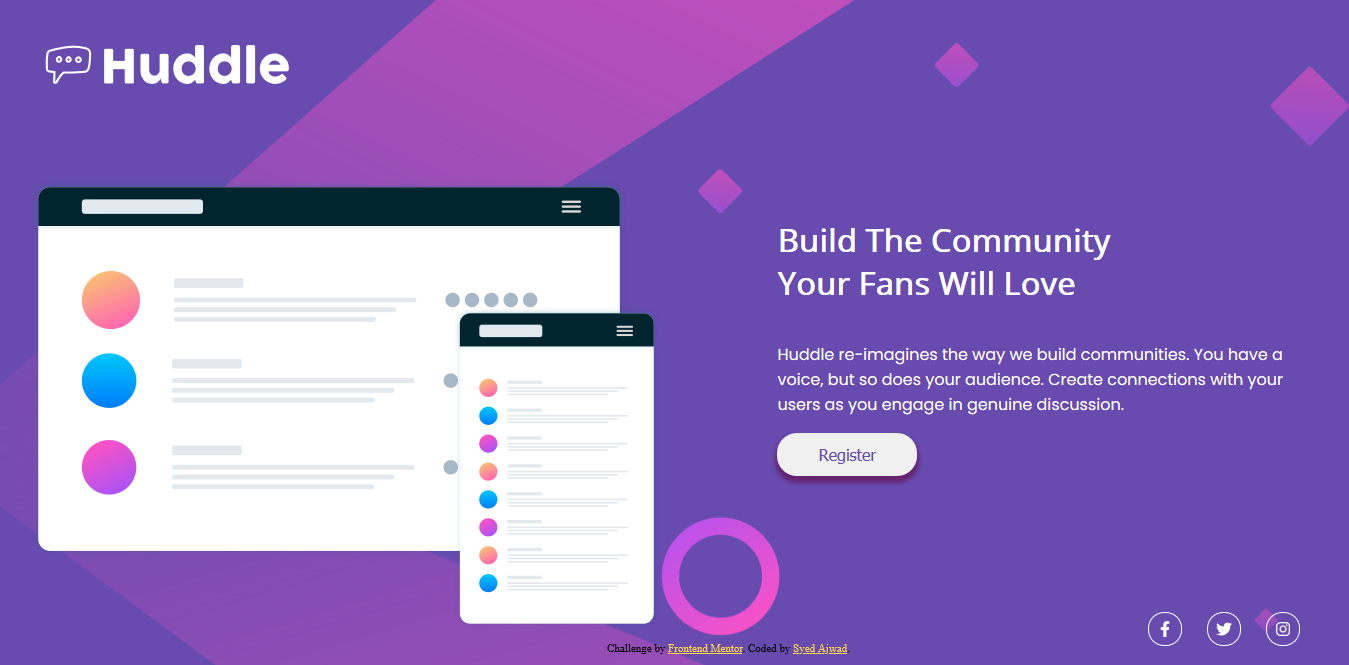 Huddle
Build The Community
Your Fans Will Love
Huddle re-imagines the way we build communities. You have a
voice, but so does your audience. Create connections with your
users as you engage in genuine discussion.
Register
Challenge by Frontend Mentor. Coded by Syed Ajwad.